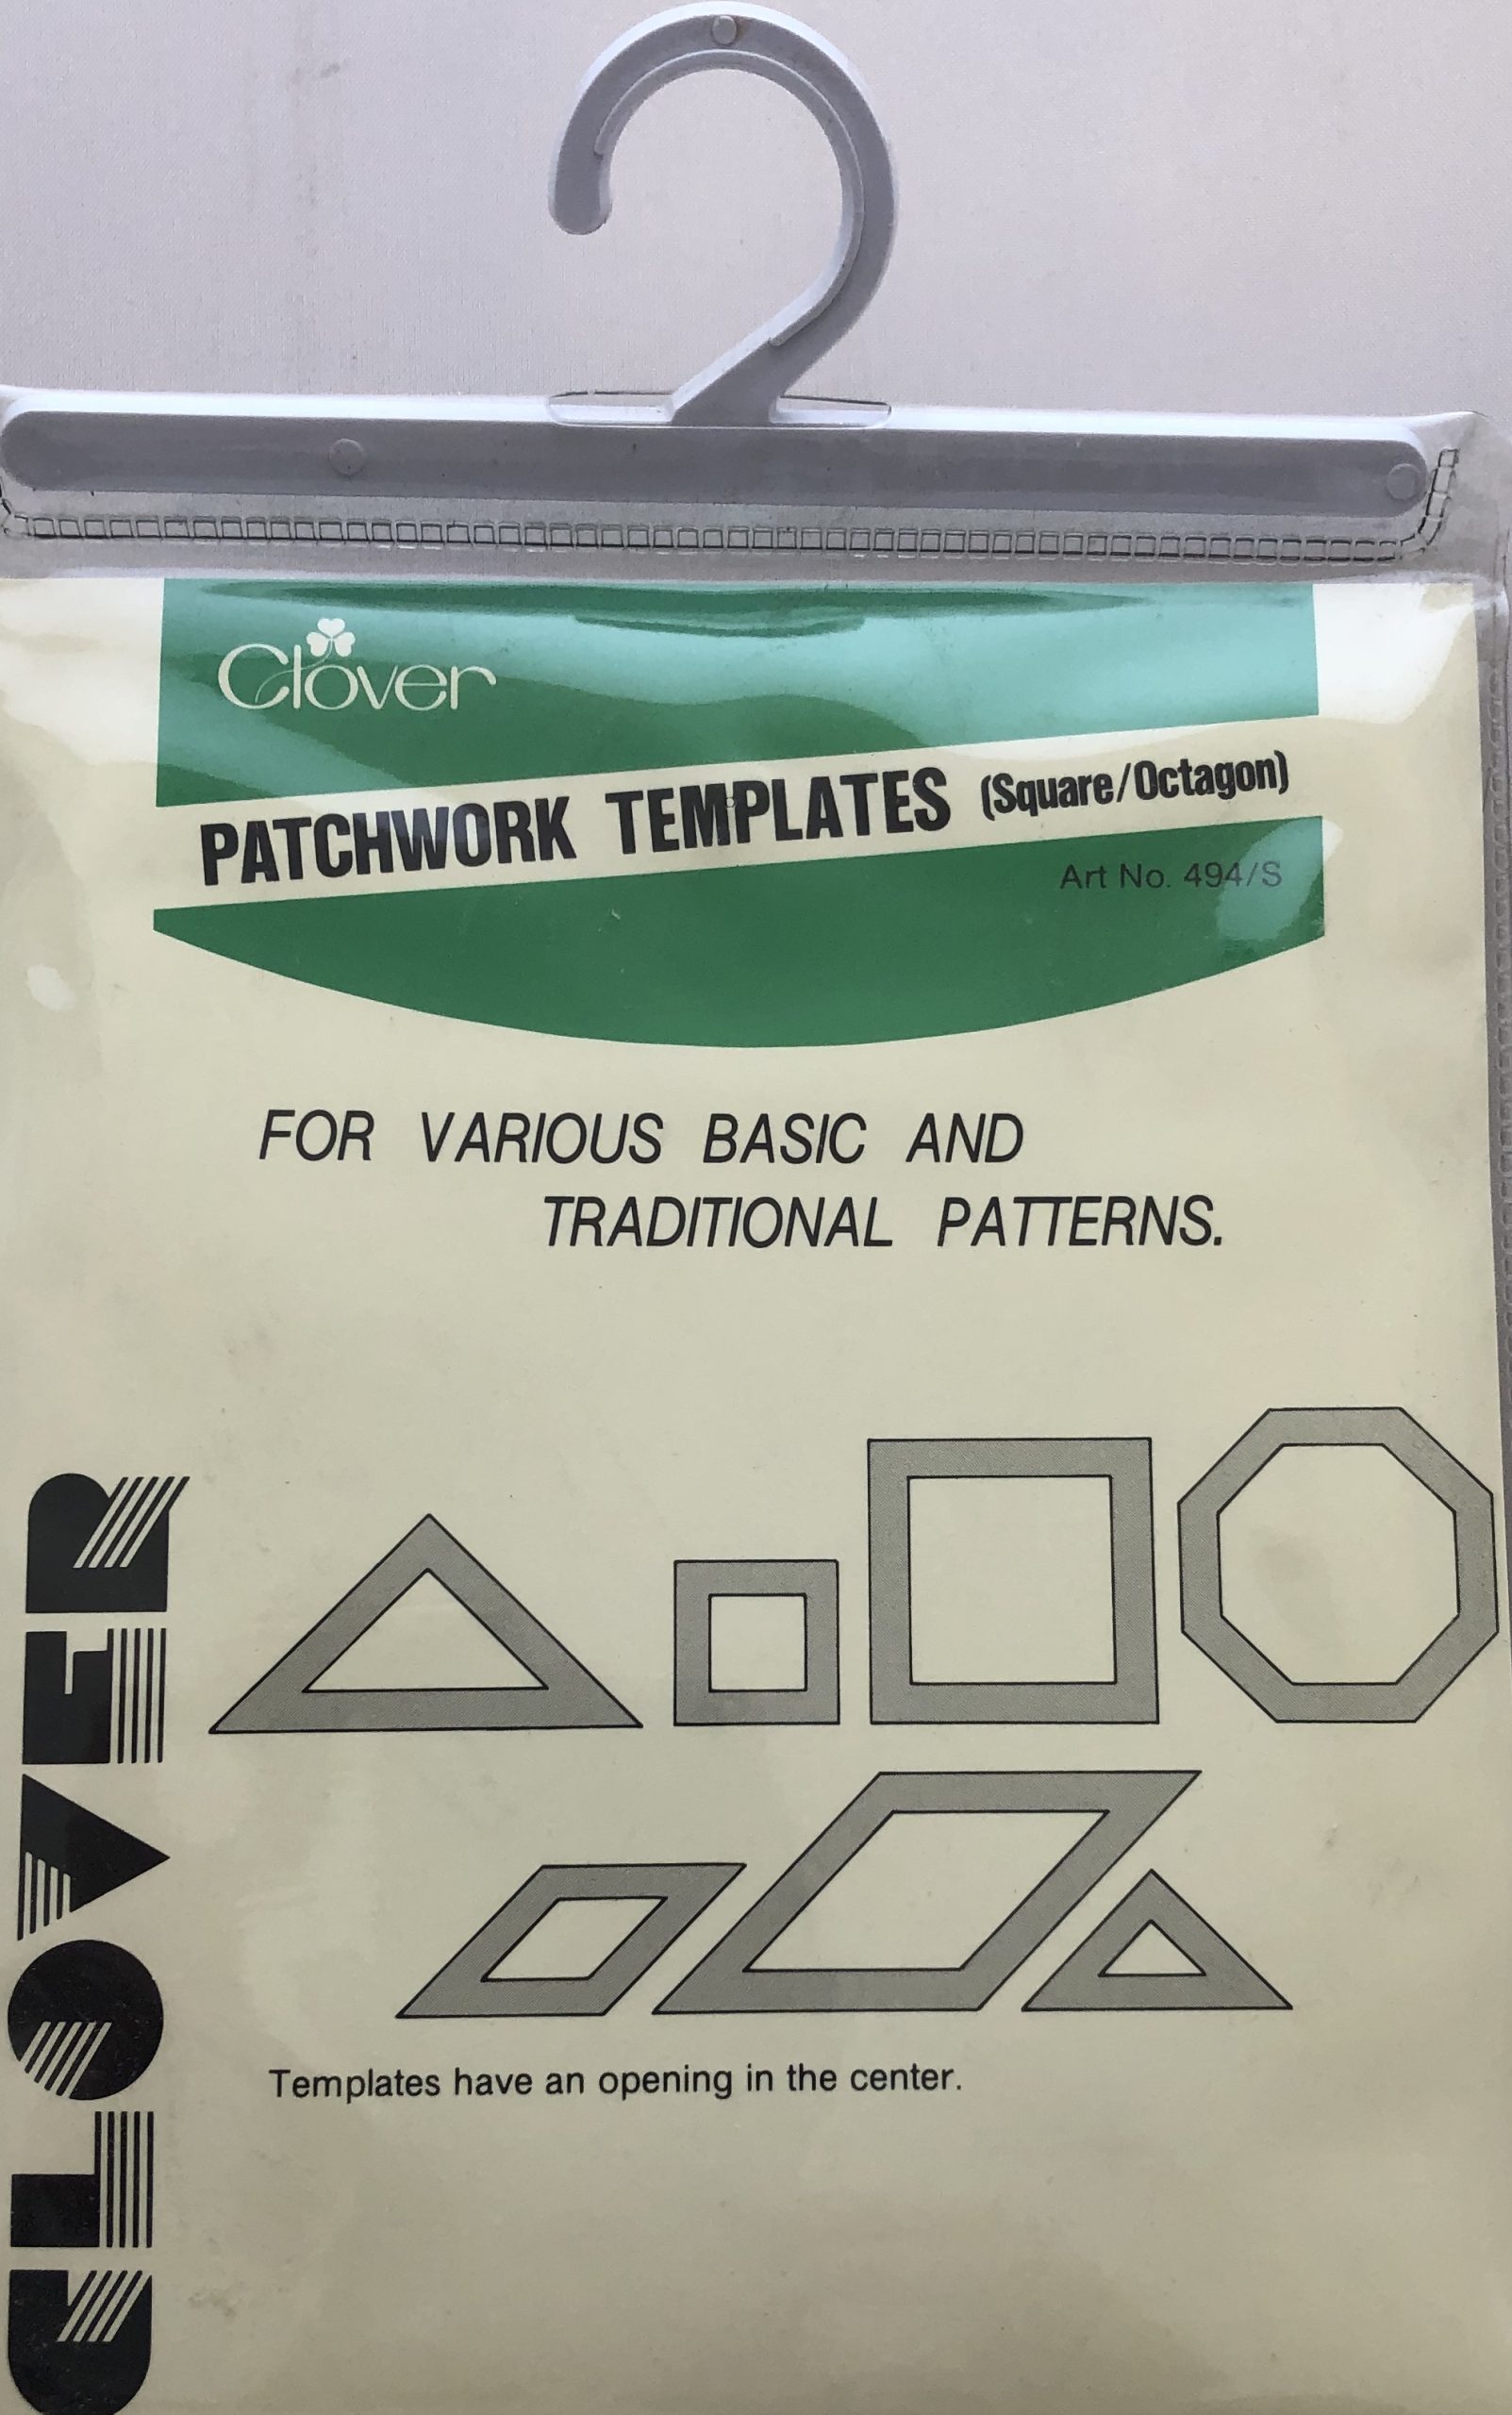 Clover
PATCHWORK TEMPLATES (Square/Octagon)
Art No. 494/S
FOR VARIOUS BASIC AND
TRADITIONAL PATTERNS.
CLOVER
Templates have an opening in the center.